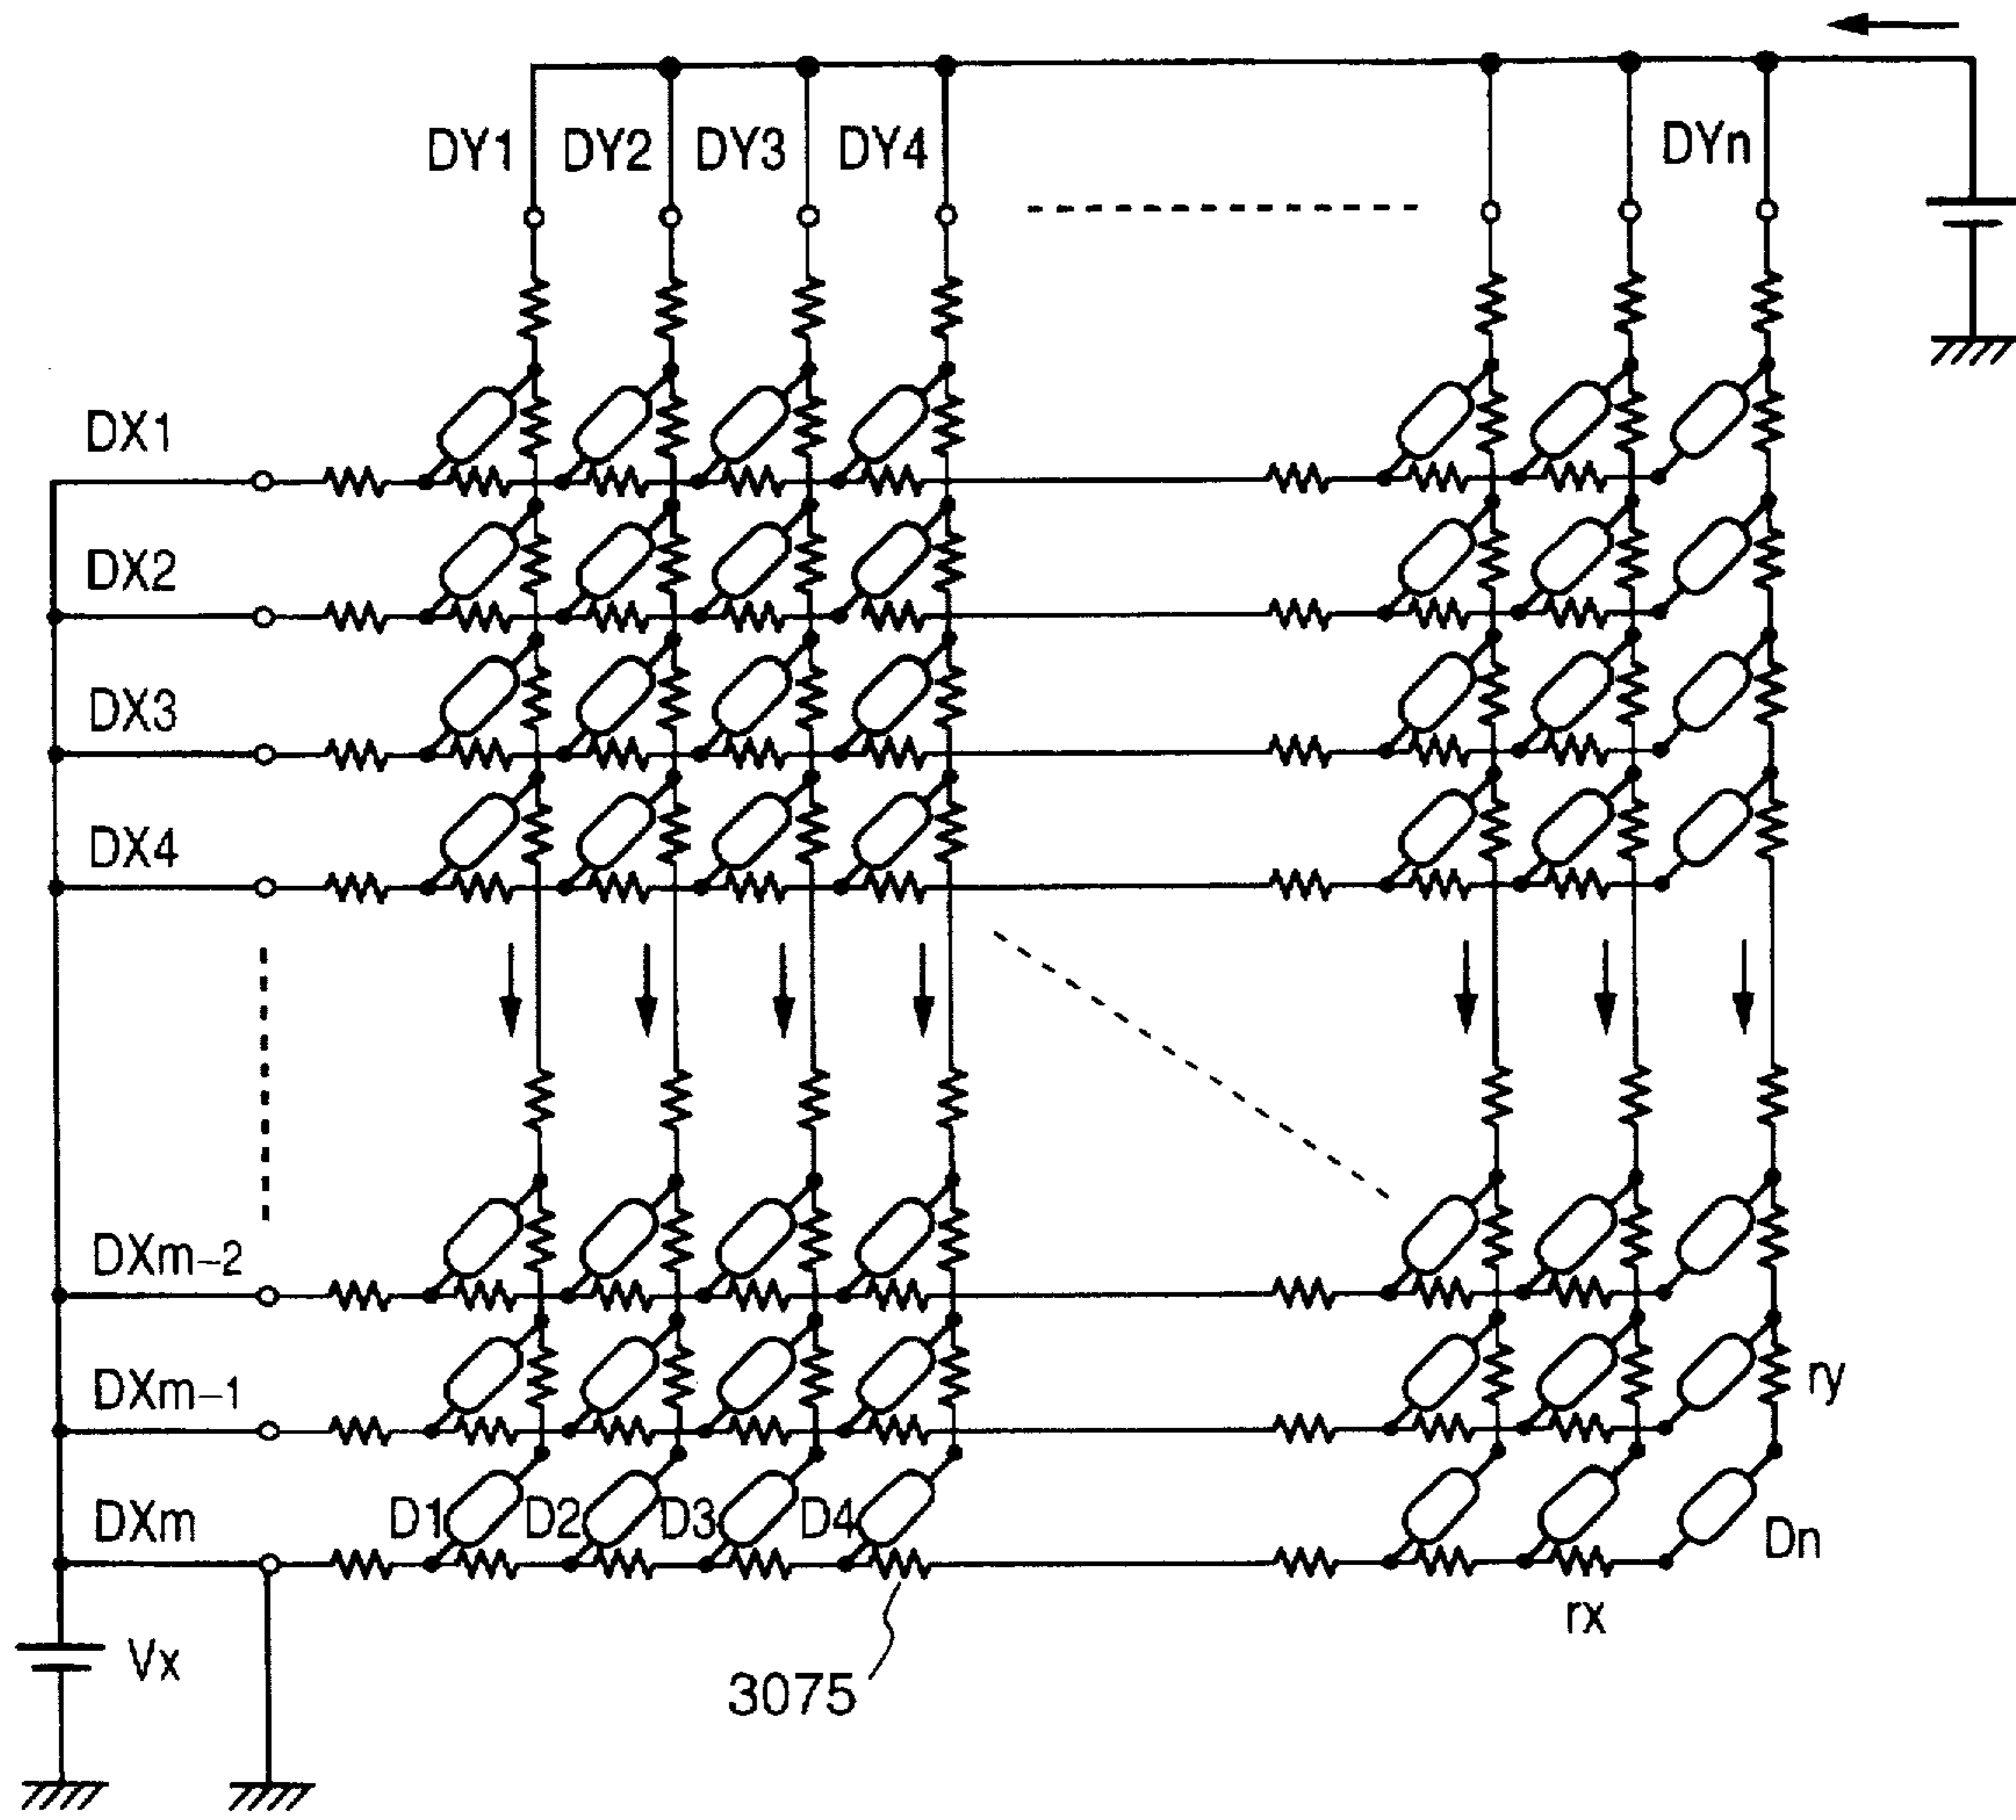 DY1 DY2 DY3 DY4 DYn
DX1
DX2
DX3
DX4
DXm-2
DXm-1
ry
DXm D1 D2 D3 D4 Dn
rx
Vx
3075